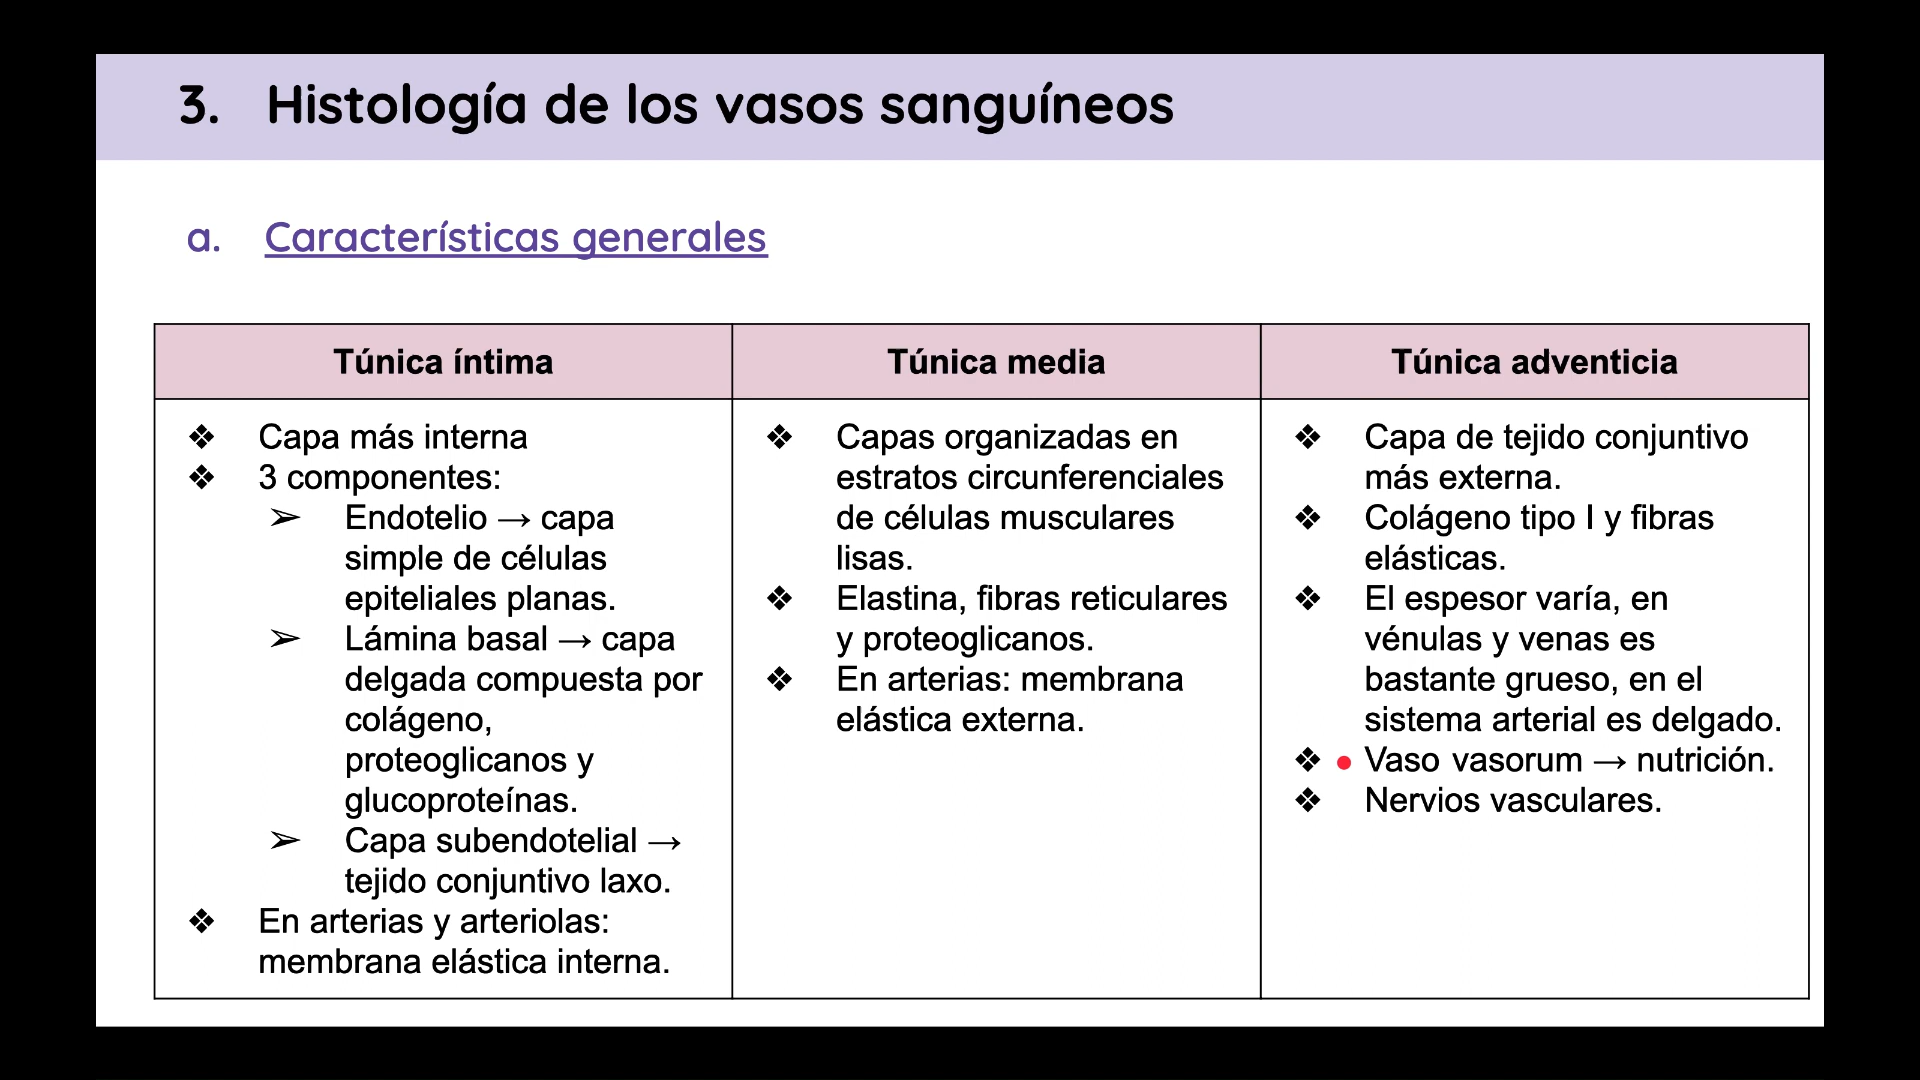 3. Histología de los vasos sanguíneos
a. Características generales
Túnica íntima
❖ Capa más interna
❖ 3 componentes:
➢ Endotelio → capa
simple de células
epiteliales planas.
➢ Lámina basal → capa
delgada compuesta por
colágeno,
proteoglicanos y
glucoproteínas.
➢ Capa subendotelial →
tejido conjuntivo laxo.
❖ En arterias y arteriolas:
membrana elástica interna.
Túnica media
❖ Capas organizadas en
estratos circunferenciales
de células musculares
lisas.
❖ Elastina, fibras reticulares
y proteoglicanos.
❖ En arterias: membrana
elástica externa.
Túnica adventicia
❖ Capa de tejido conjuntivo
más externa.
❖ Colágeno tipo I y fibras
elásticas.
❖ El espesor varía, en
vénulas y venas es
bastante grueso, en el
sistema arterial es delgado.
❖ Vaso vasorum → nutrición.
❖ Nervios vasculares.